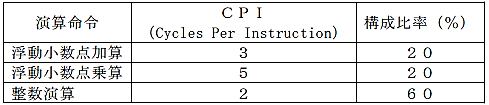 演算命令 ＣＰＩ 構成比率（％）
(Cycles Per Instruction)
浮動小数点加算 ３ ２０
浮動小数点乗算 ５ ２０
整数演算 ２ ６０